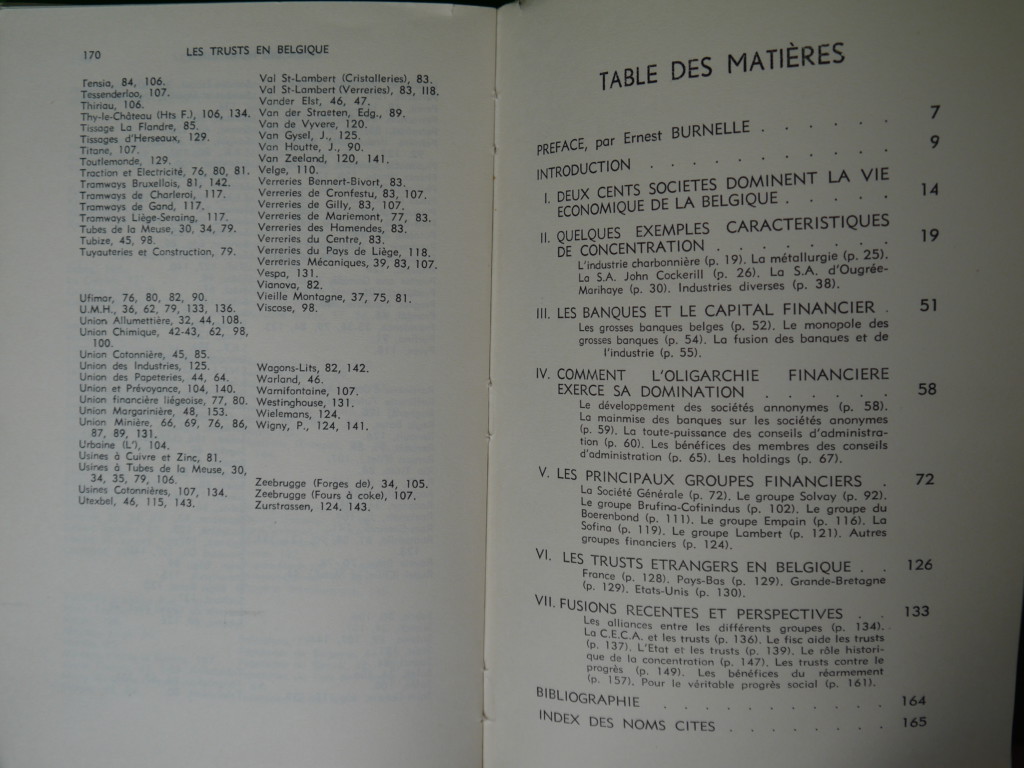 170
LES TRUSTS EN BELGIQUE
Tensia, 84, 106.
Tessenderloo, 107.
Thiriau, 106.
Thy-le-Château (Hts F.), 106, 134.
Tissage La Flandre, 85.
Tissages d'Herseaux, 129.
Titane, 107.
Toutlemonde, 129.
Traction et Electricité, 76, 80, 81.
Tramways Bruxellois, 81, 142.
Tramways de Charleroi, 117.
Tramways de Gand, 117.
Tramways Liège-Seraing, 117.
Tubes de la Meuse, 30, 34, 79.
Tubize, 45, 98.
Tuyauteries et Construction, 79.
Ufimar, 76, 80, 82, 90.
U.M.H., 36, 62, 79, 133, 136.
Union Allumettière, 32, 44, 108.
Union Chimique, 42-43, 62, 98,
100.
Union Cotonnière, 45, 85.
Union des Industries, 125.
Union des Papeteries, 44, 64.
Union et Prévoyance, 104, 140.
Union financière liégeoise, 77, 80.
Union Margarinière, 48, 153.
Union Minière, 66, 69, 76, 86,
87, 89, 131.
Urbaine (L'), 104.
Usines à Cuivre et Zinc, 81.
Usines à Tubes de la Meuse, 30,
34, 35, 79, 106.
Usines Cotonnières, 107, 134.
Utexbel, 46, 115, 143.
Val St-Lambert (Cristalleries), 83.
Val St-Lambert (Verreries), 83, 118.
Vander Elst, 46, 47.
Van der Straeten, Edg., 89.
Van de Vyvere, 120.
Van Gysel, J., 125.
Van Houtte, J., 90.
Van Zeeland, 120, 141.
Velge, 110.
Verreries Bennert-Bivort, 83.
Verreries de Cronfestu, 83, 107.
Verreries de Gilly, 83, 107.
Verreries de Mariemont, 77, 83.
Verreries des Hamendes, 83.
Verreries du Centre, 83.
Verreries du Pays de Liège, 118.
Verreries Mécaniques, 39, 83, 107.
Vespa, 131.
Vianova, 82.
Vieille Montagne, 37, 75, 81.
Viscose, 98.
Wagons-Lits, 82, 142.
Warland, 46.
Warnifontaine, 107.
Westinghouse, 131.
Wielemans, 124.
Wigny, P., 124, 141.
Zeebrugge (Forges de), 34, 105.
Zeebrugge (Fours à coke), 107.
Zurstrassen, 124. 143.
TABLE DES MATIÈRES
PREFACE, par Ernest BURNELLE . . . . . . 7
INTRODUCTION . . . . . . . . . . 9
I. DEUX CENTS SOCIETES DOMINENT LA VIE
ECONOMIQUE DE LA BELGIQUE . . . . . 14
II. QUELQUES EXEMPLES CARACTERISTIQUES
DE CONCENTRATION . . . . . . . . 19
L'industrie charbonnière (p. 19). La métallurgie (p. 25).
La S.A. John Cockerill (p. 26). La S.A. d'Ougrée-
Marihaye (p. 30). Industries diverses (p. 38).
III. LES BANQUES ET LE CAPITAL FINANCIER . 51
Les grosses banques belges (p. 52). Le monopole des
grosses banques (p. 54). La fusion des banques et de
l'industrie (p. 55).
IV. COMMENT L'OLIGARCHIE FINANCIERE
EXERCE SA DOMINATION . . . . . . 58
Le développement des sociétés annonymes (p. 58).
La mainmise des banques sur les sociétés anonymes
(p. 59). La toute-puissance des conseils d'administra-
tion (p. 60). Les bénéfices des membres des conseils
d'administration (p. 65). Les holdings (p. 67).
V. LES PRINCIPAUX GROUPES FINANCIERS . 72
La Société Générale (p. 72). Le groupe Solvay (p. 92).
Le groupe Brufina-Cofinindus (p. 102). Le groupe du
Boerenbond (p. 111). Le groupe Empain (p. 116). La
Sofina (p. 119). Le groupe Lambert (p. 121). Autres
groupes financiers (p. 124).
VI. LES TRUSTS ETRANGERS EN BELGIQUE . . 126
France (p. 128). Pays-Bas (p. 129). Grande-Bretagne
(p. 129). Etats-Unis (p. 130).
VII. FUSIONS RECENTES ET PERSPECTIVES . . 133
Les alliances entre les différents groupes (p. 134).
La C.E.C.A. et les trusts (p. 136). Le fisc aide les trusts
(p. 137). L'Etat et les trusts (p. 139). Le rôle histori-
que de la concentration (p. 147). Les trusts contre le
progrès (p. 149). Les bénéfices du réarmement
(p. 157). Pour le véritable progrès social (p. 161).
BIBLIOGRAPHIE . . . . . . . . . . 164
INDEX DES NOMS CITES . . . . . . . . 165